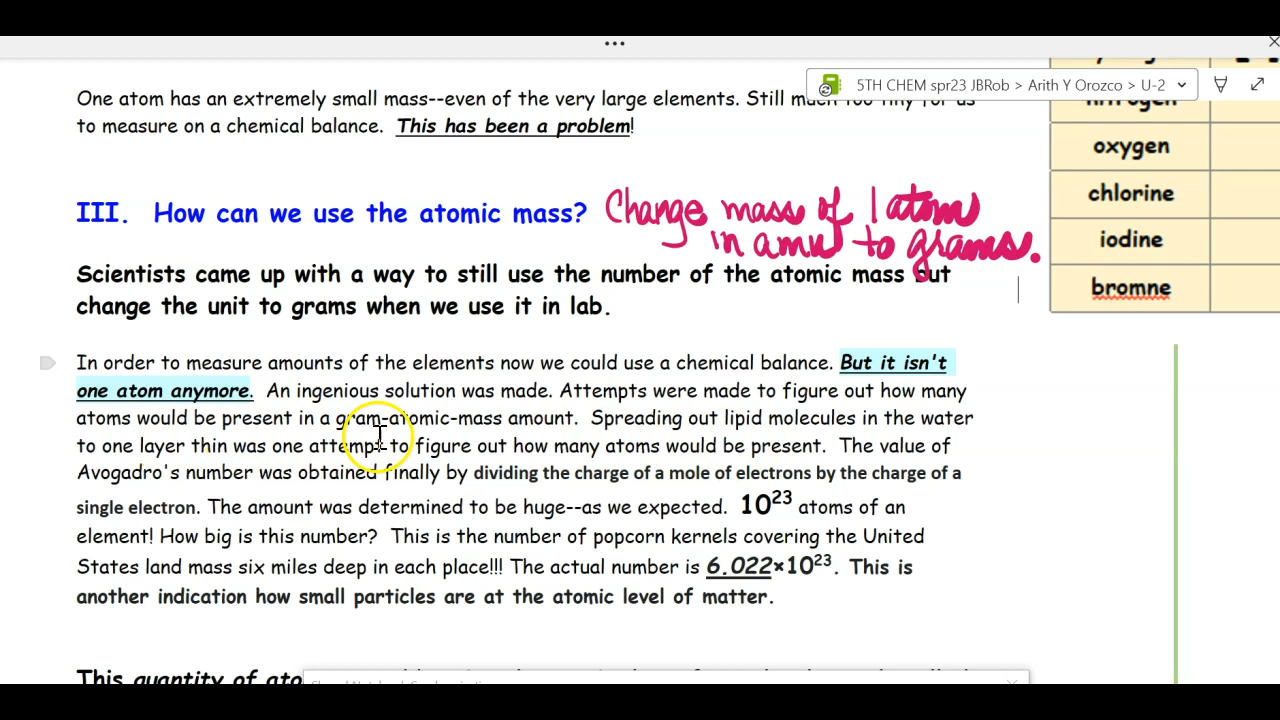 5TH CHEM spr23 JBRob > Arith Y Orozco > U-2
One atom has an extremely small mass--even of the very large elements. Still much too tiny for us
to measure on a chemical balance. This has been a problem!
III. How can we use the atomic mass? Change mass of 1 atom
in amu to grams.
Scientists came up with a way to still use the number of the atomic mass but
change the unit to grams when we use it in lab.
In order to measure amounts of the elements now we could use a chemical balance. But it isn't
one atom anymore. An ingenious solution was made. Attempts were made to figure out how many
atoms would be present in a gram-atomic-mass amount. Spreading out lipid molecules in the water
to one layer thin was one attempt to figure out how many atoms would be present. The value of
Avogadro's number was obtained finally by dividing the charge of a mole of electrons by the charge of a
single electron. The amount was determined to be huge--as we expected. 10²³ atoms of an
element! How big is this number? This is the number of popcorn kernels covering the United
States land mass six miles deep in each place!!! The actual number is 6.022×10²³. This is
another indication how small particles are at the atomic level of matter.
This quantity of
nitrogen
oxygen
chlorine
iodine
bromne